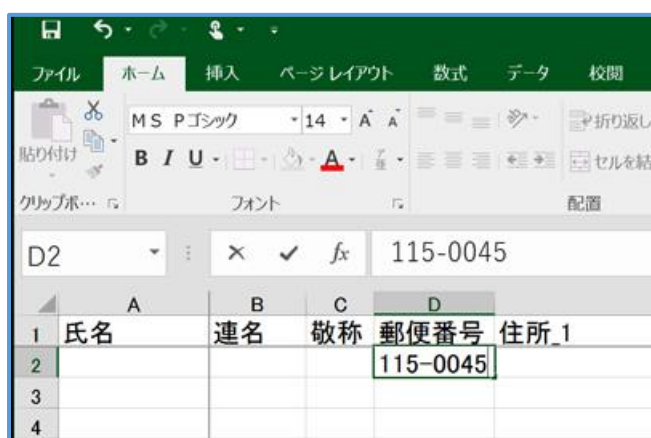 ファイル ホーム 挿入 ページ レイアウト 数式 データ 校閲
貼り付け MS Pゴシック 14 A A 折り返し
B I U A セルを結
クリップボ… フォント 配置
D2 fx 115-0045
A B C D
1 氏名 連名 敬称 郵便番号 住所_1
2 115-0045
3
4